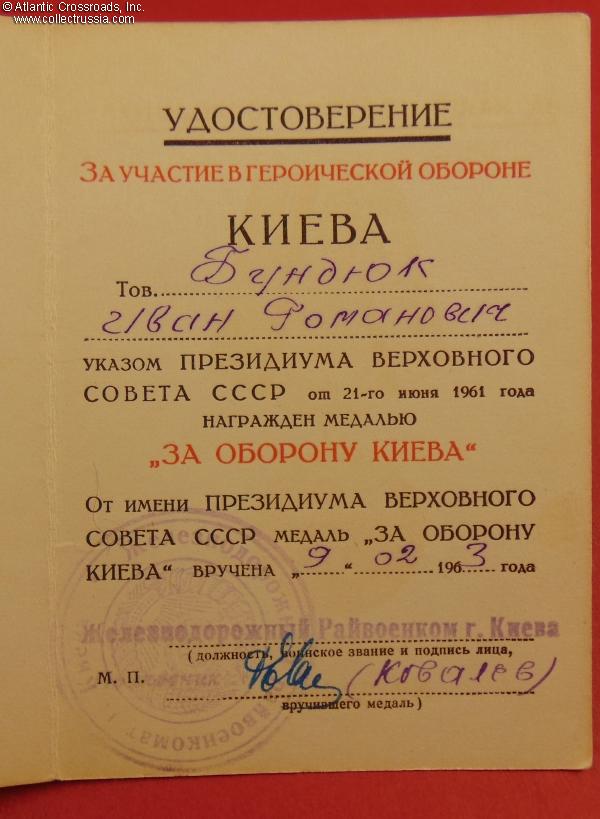 © Atlantic Crossroads, Inc.
www.collectrussia.com
УДОСТОВЕРЕНИЕ
ЗА УЧАСТИЕ В ГЕРОИЧЕСКОЙ ОБОРОНЕ
КИЕВА
Тов. Бундюк
Иван Романович
УКАЗОМ ПРЕЗИДИУМА ВЕРХОВНОГО
СОВЕТА СССР от 21-го июня 1961 года
НАГРАЖДЕН МЕДАЛЬЮ
„ЗА ОБОРОНУ КИЕВА“
От имени ПРЕЗИДИУМА ВЕРХОВНОГО
СОВЕТА СССР МЕДАЛЬ „ЗА ОБОРОНУ
КИЕВА“ ВРУЧЕНА „9“ 02 1963 года
Железнодорожный Райвоенком г. Киева
(должность, воинское звание и подпись лица,
М. П. (Ковалев)
вручившего медаль)